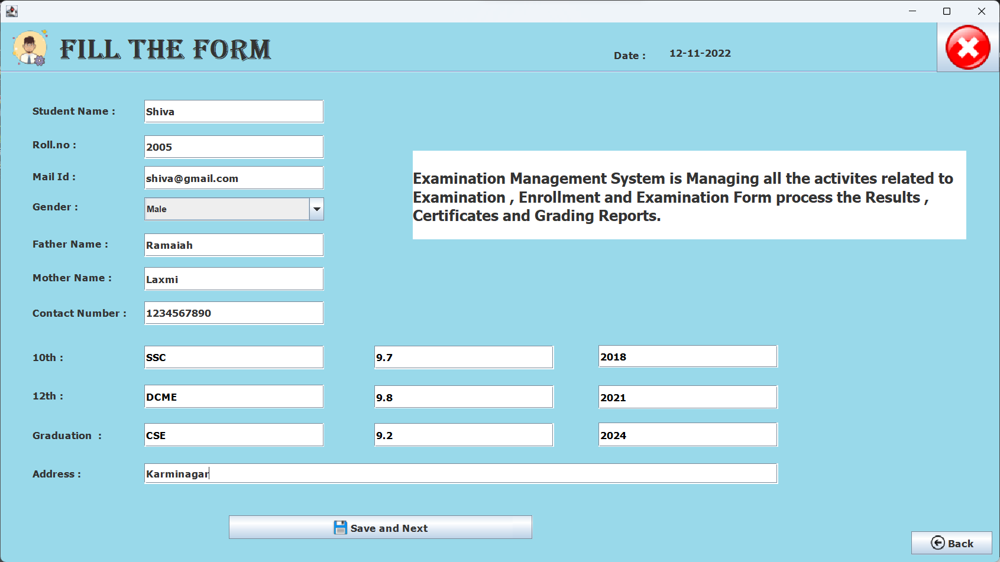 FILL THE FORM
Date : 12-11-2022
Student Name : Shiva
Roll.no : 2005
Mail Id : shiva@gmail.com
Gender : Male
Father Name : Ramaiah
Mother Name : Laxmi
Contact Number : 1234567890
Examination Management System is Managing all the activites related to
Examination , Enrollment and Examination Form process the Results ,
Certificates and Grading Reports.
10th : SSC 9.7 2018
12th : DCME 9.8 2021
Graduation : CSE 9.2 2024
Address : Karminagar
Save and Next
Back